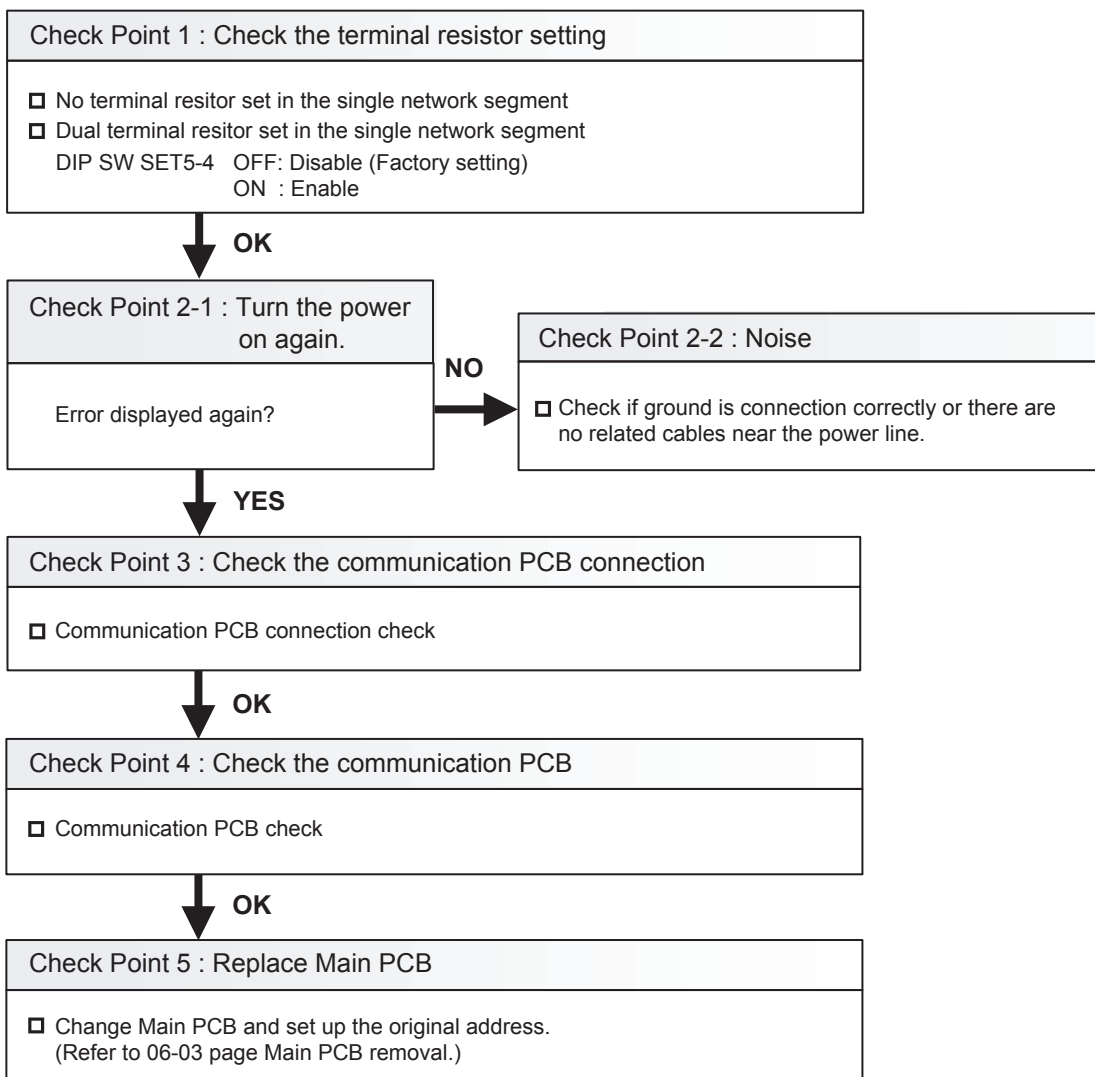 Check Point 1 : Check the terminal resistor setting
No terminal resitor set in the single network segment
Dual terminal resitor set in the single network segment
DIP SW SET5-4 OFF: Disable (Factory setting)
ON : Enable
OK
Check Point 2-1 : Turn the power
on again.
Error displayed again?
NO
Check Point 2-2 : Noise
Check if ground is connection correctly or there are
no related cables near the power line.
YES
Check Point 3 : Check the communication PCB connection
Communication PCB connection check
OK
Check Point 4 : Check the communication PCB
Communication PCB check
OK
Check Point 5 : Replace Main PCB
Change Main PCB and set up the original address.
(Refer to 06-03 page Main PCB removal.)